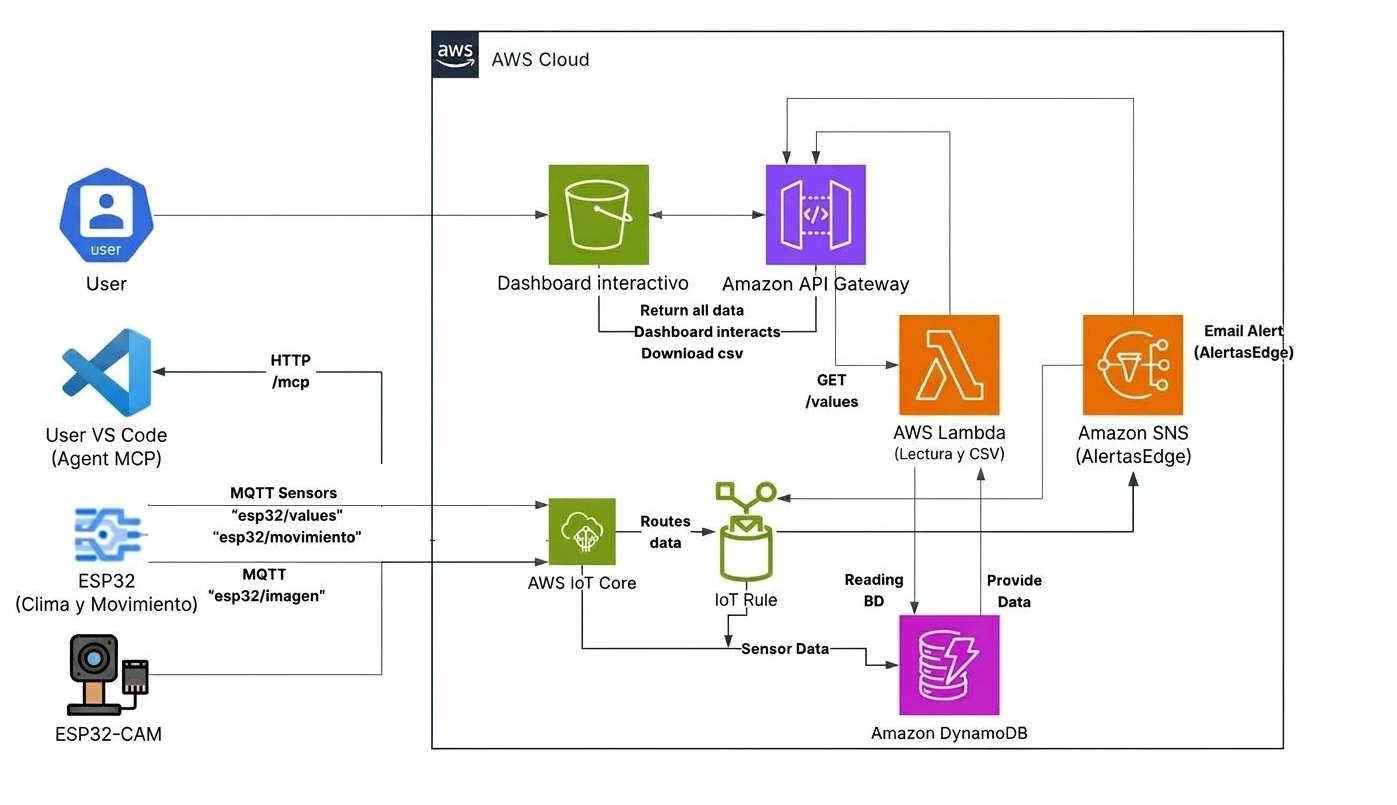 aws
AWS Cloud
user
User
Dashboard interactivo
Amazon API Gateway
Return all data
Dashboard interacts
Download csv
GET
/values
AWS Lambda
(Lectura y CSV)
Amazon SNS
(AlertasEdge)
Email Alert
(AlertasEdge)
HTTP
/mcp
User VS Code
(Agent MCP)
MQTT Sensors
"esp32/values"
"esp32/movimiento"
ESP32
(Clima y Movimiento)
MQTT
"esp32/imagen"
ESP32-CAM
AWS IoT Core
Routes
data
IoT Rule
Sensor Data
Reading
BD
Provide
Data
Amazon DynamoDB